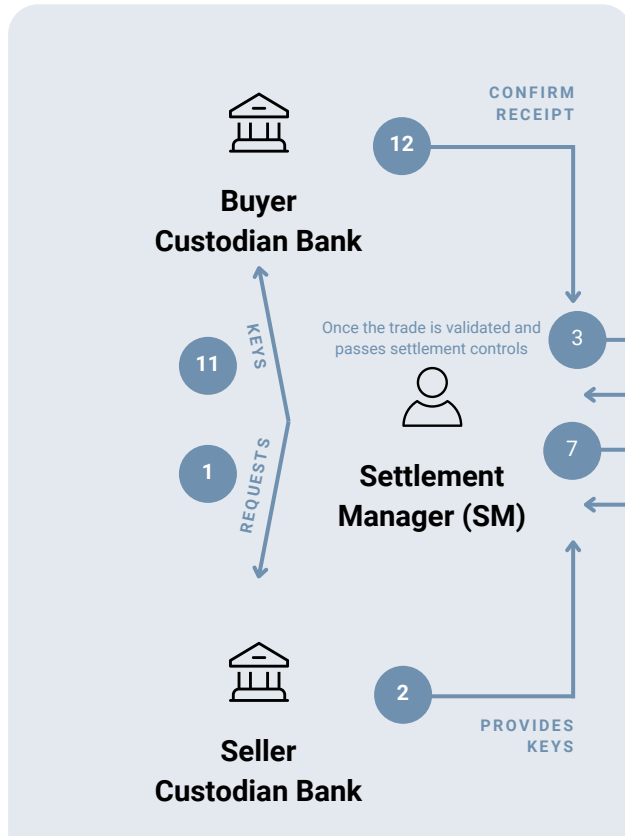 CONFIRM
RECEIPT
12
Buyer
Custodian Bank
KEYS
11
Once the trade is validated and
passes settlement controls
3
1
REQUESTS
7
Settlement
Manager (SM)
2
PROVIDES
KEYS
Seller
Custodian Bank